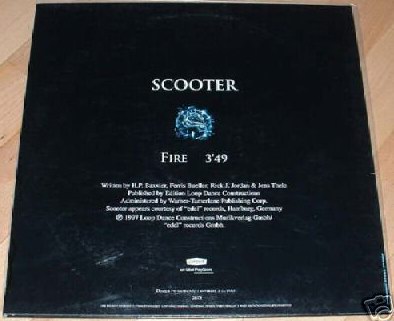 SCOOTER
FIRE 3'49
Written by H.P. Baxxter, Ferris Bueller, Rick J. Jordan & Jens Thele
Published by Edition Loop Dance Constructions
Administered by Warner-Tamerlane Publishing Corp.
Scooter appears courtesy of "edel" records, Hamburg, Germany
℗ 1997 Loop Dance Constructions Musikverlag Gmbh/
"edel" records Gmbh.